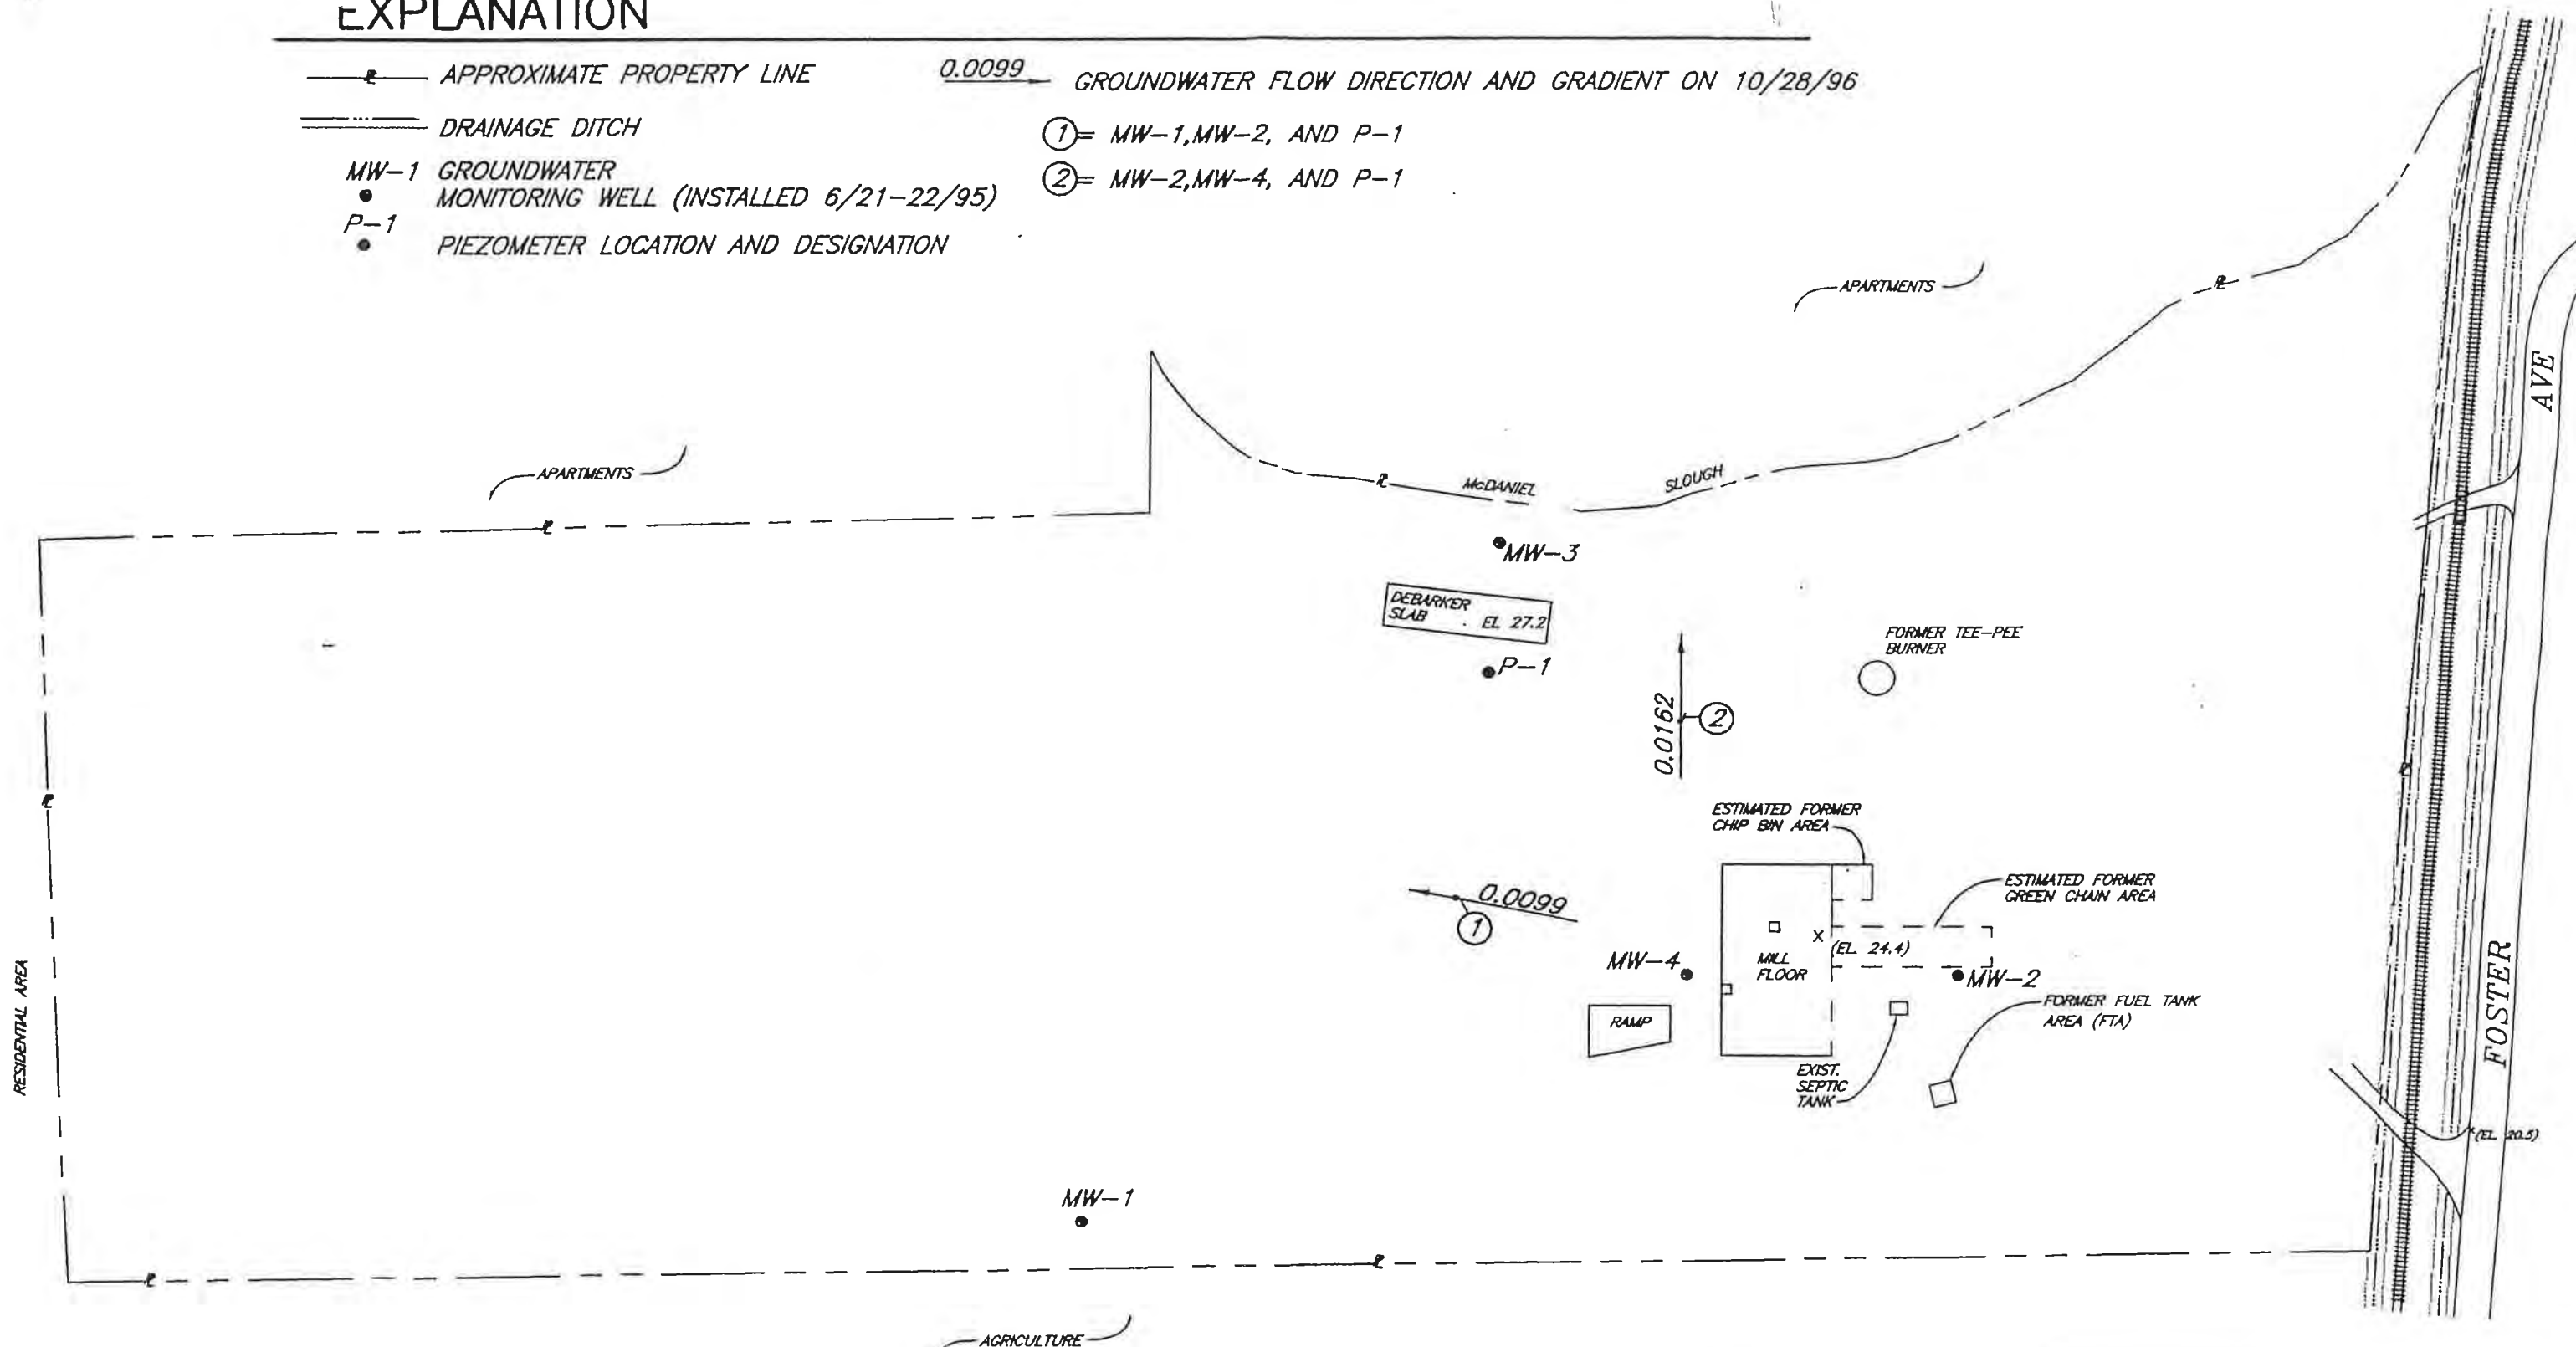 EXPLANATION
APPROXIMATE PROPERTY LINE
DRAINAGE DITCH
MW-1 GROUNDWATER
MONITORING WELL (INSTALLED 6/21-22/95)
P-1
PIEZOMETER LOCATION AND DESIGNATION
0.0099 GROUNDWATER FLOW DIRECTION AND GRADIENT ON 10/28/96
1 = MW-1,MW-2, AND P-1
2 = MW-2,MW-4, AND P-1
APARTMENTS
APARTMENTS
McDANIEL SLOUGH
MW-3
DEBARKER
SLAB . EL 27.2
P-1
0.0162
2
FORMER TEE-PEE
BURNER
AVE
FOSTER
ESTIMATED FORMER
CHIP BIN AREA
ESTIMATED FORMER
GREEN CHAIN AREA
0.0099
1
MW-4
X
(EL 24.4)
MILL
FLOOR
MW-2
RAMP
FORMER FUEL TANK
AREA (FTA)
EXIST.
SEPTIC
TANK
(EL 20.5)
RESIDENTIAL AREA
MW-1
AGRICULTURE